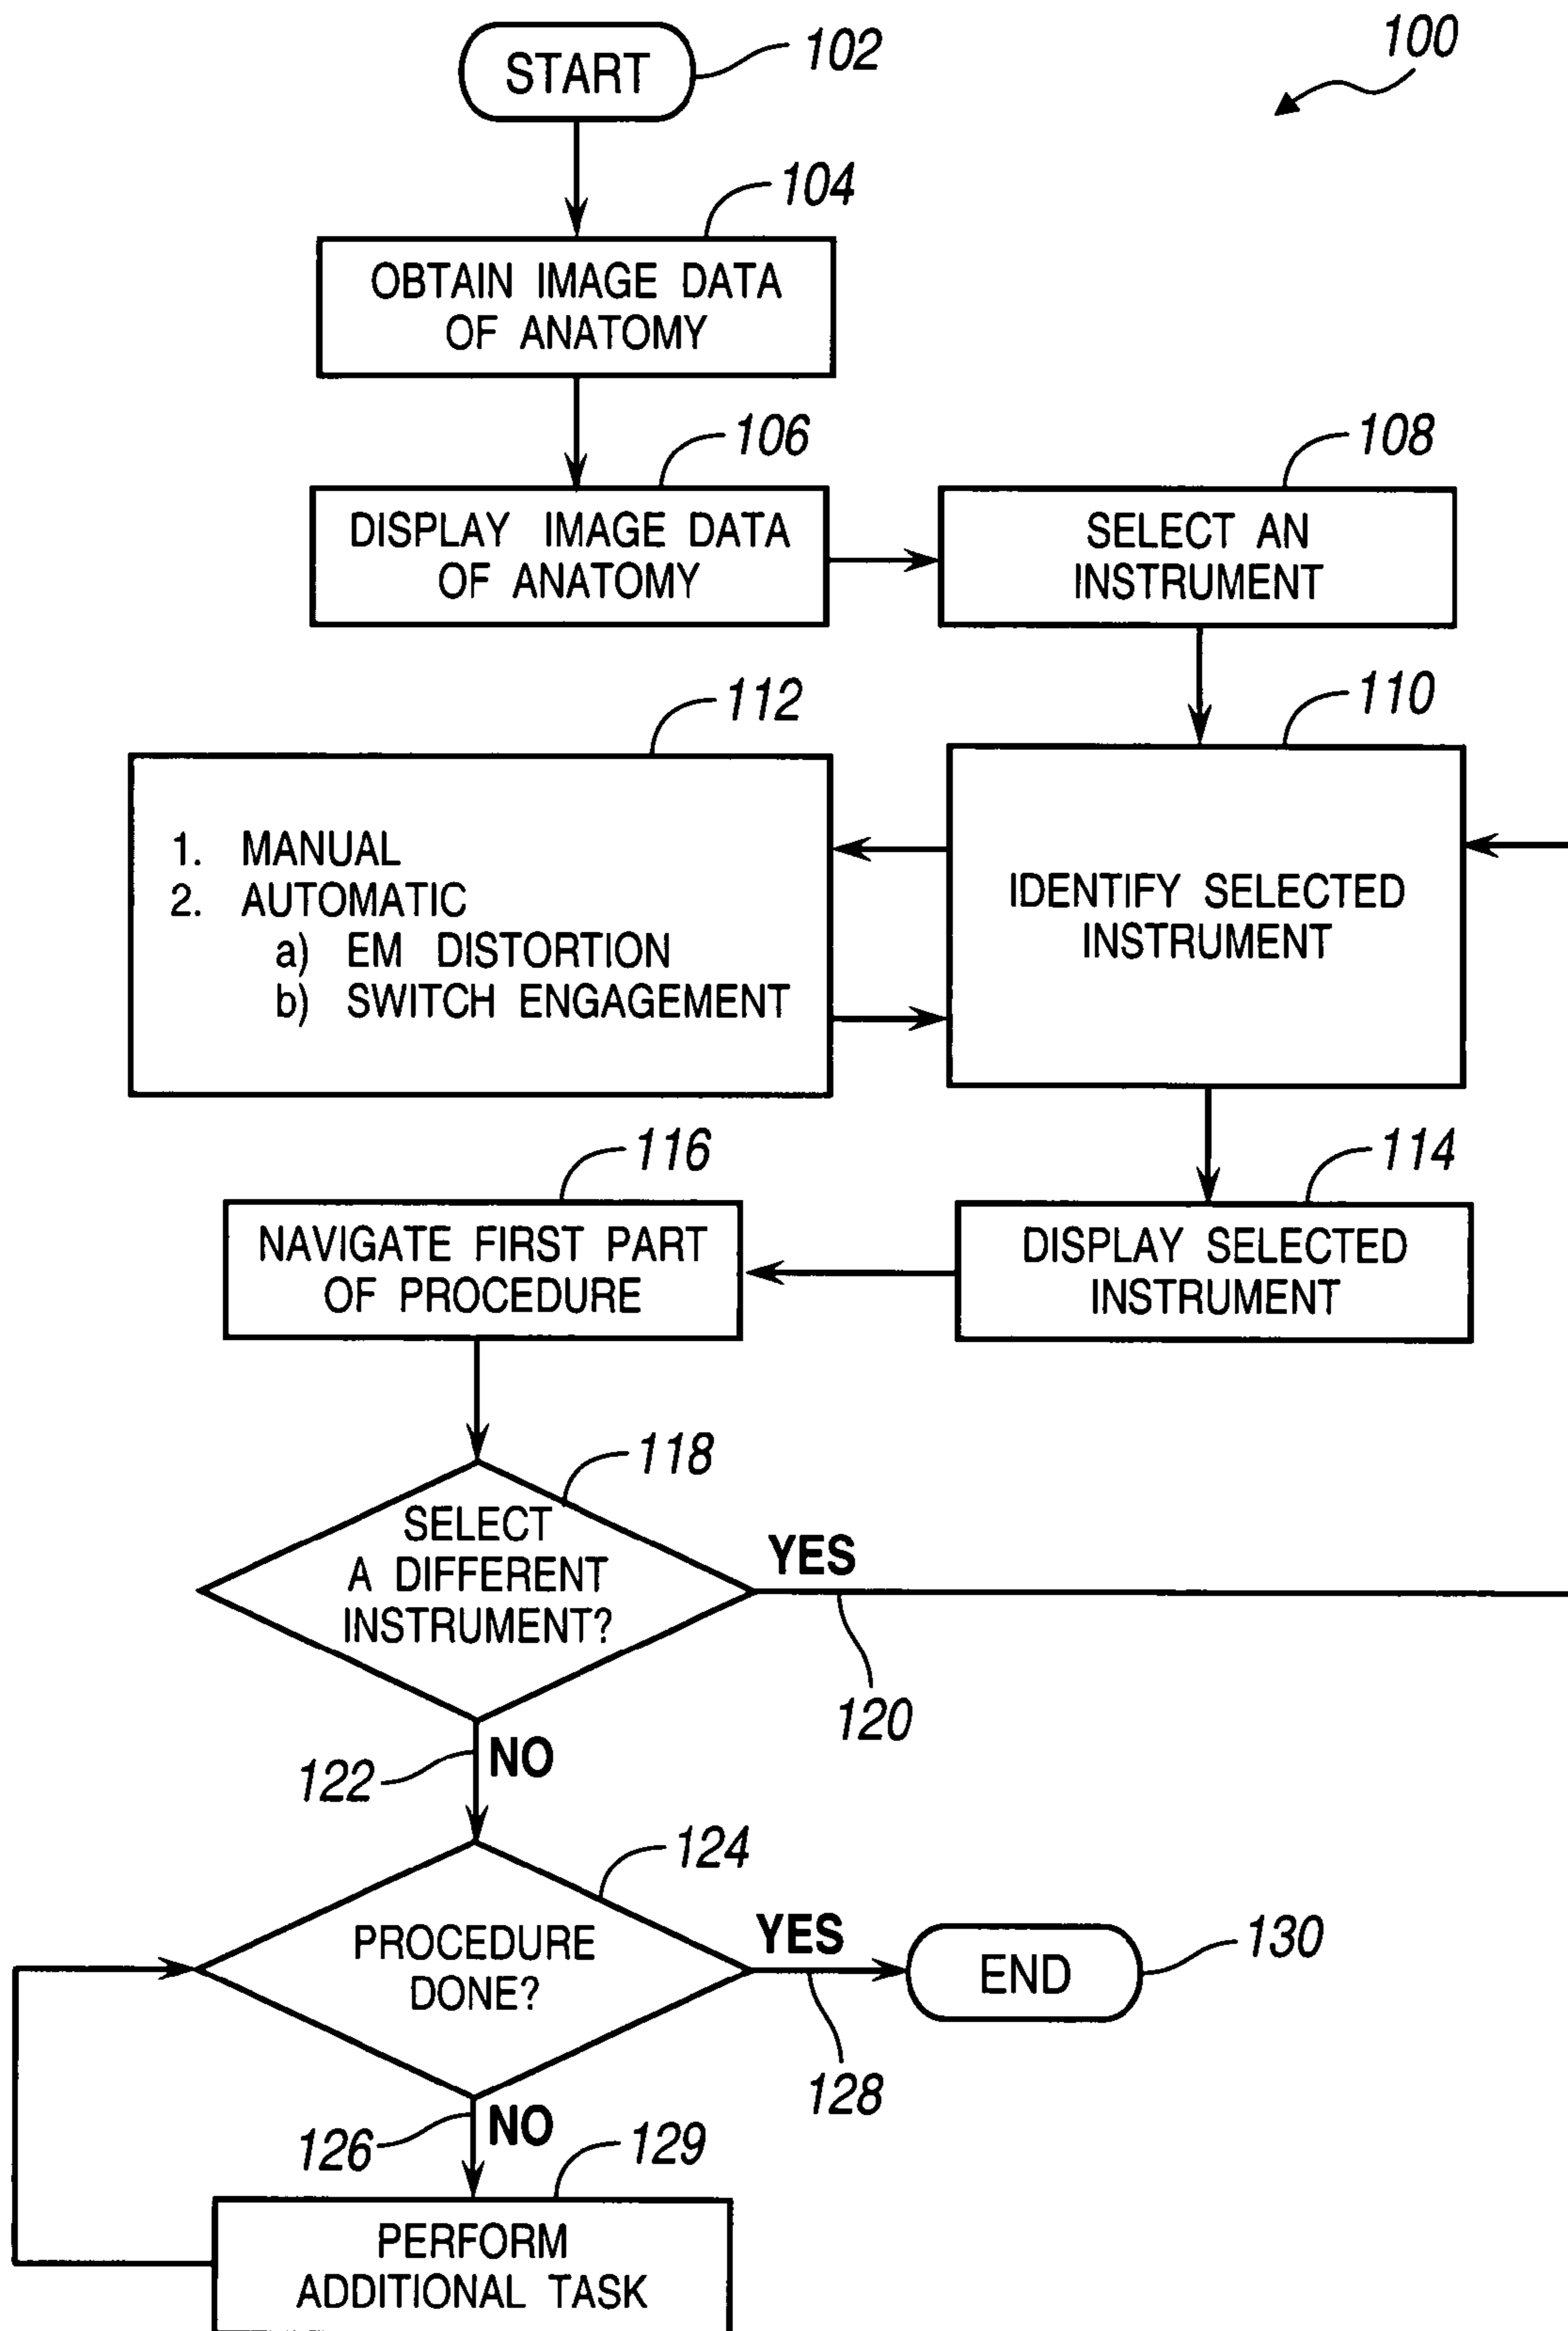 100
START
102
104
OBTAIN IMAGE DATA
OF ANATOMY
106
DISPLAY IMAGE DATA
OF ANATOMY
108
SELECT AN
INSTRUMENT
110
IDENTIFY SELECTED
INSTRUMENT
112
1. MANUAL
2. AUTOMATIC
a) EM DISTORTION
b) SWITCH ENGAGEMENT
114
DISPLAY SELECTED
INSTRUMENT
116
NAVIGATE FIRST PART
OF PROCEDURE
118
SELECT
A DIFFERENT
INSTRUMENT?
YES
120
122
NO
124
PROCEDURE
DONE?
YES
128
END
130
126
NO
129
PERFORM
ADDITIONAL TASK